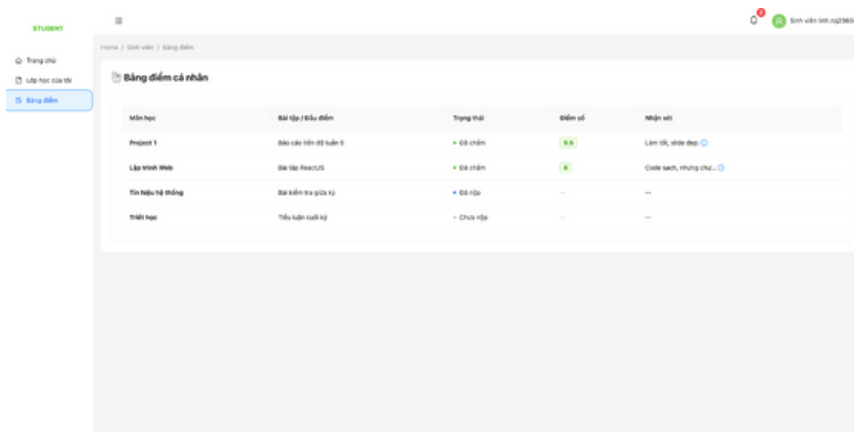 STUDENT
Trang chủ
Lớp học của tôi
Bảng điểm
2
Sinh viên
Home / Sinh viên / Bảng điểm
Bảng điểm cá nhân
Môn học Bài tập / Đầu điểm Trạng thái Điểm số Nhận xét
Project 1 Báo cáo tiến độ tuần 5 Đã chấm 9.5 Làm tốt, slide đẹp
Lập trình Web Bài tập ReactJS Đã chấm 8 Code sạch, nhưng chư...
Tín hiệu hệ thống Bài kiểm tra giữa kỳ Đã nộp -- --
Triết học Tiểu luận cuối kỳ Chưa nộp -- --